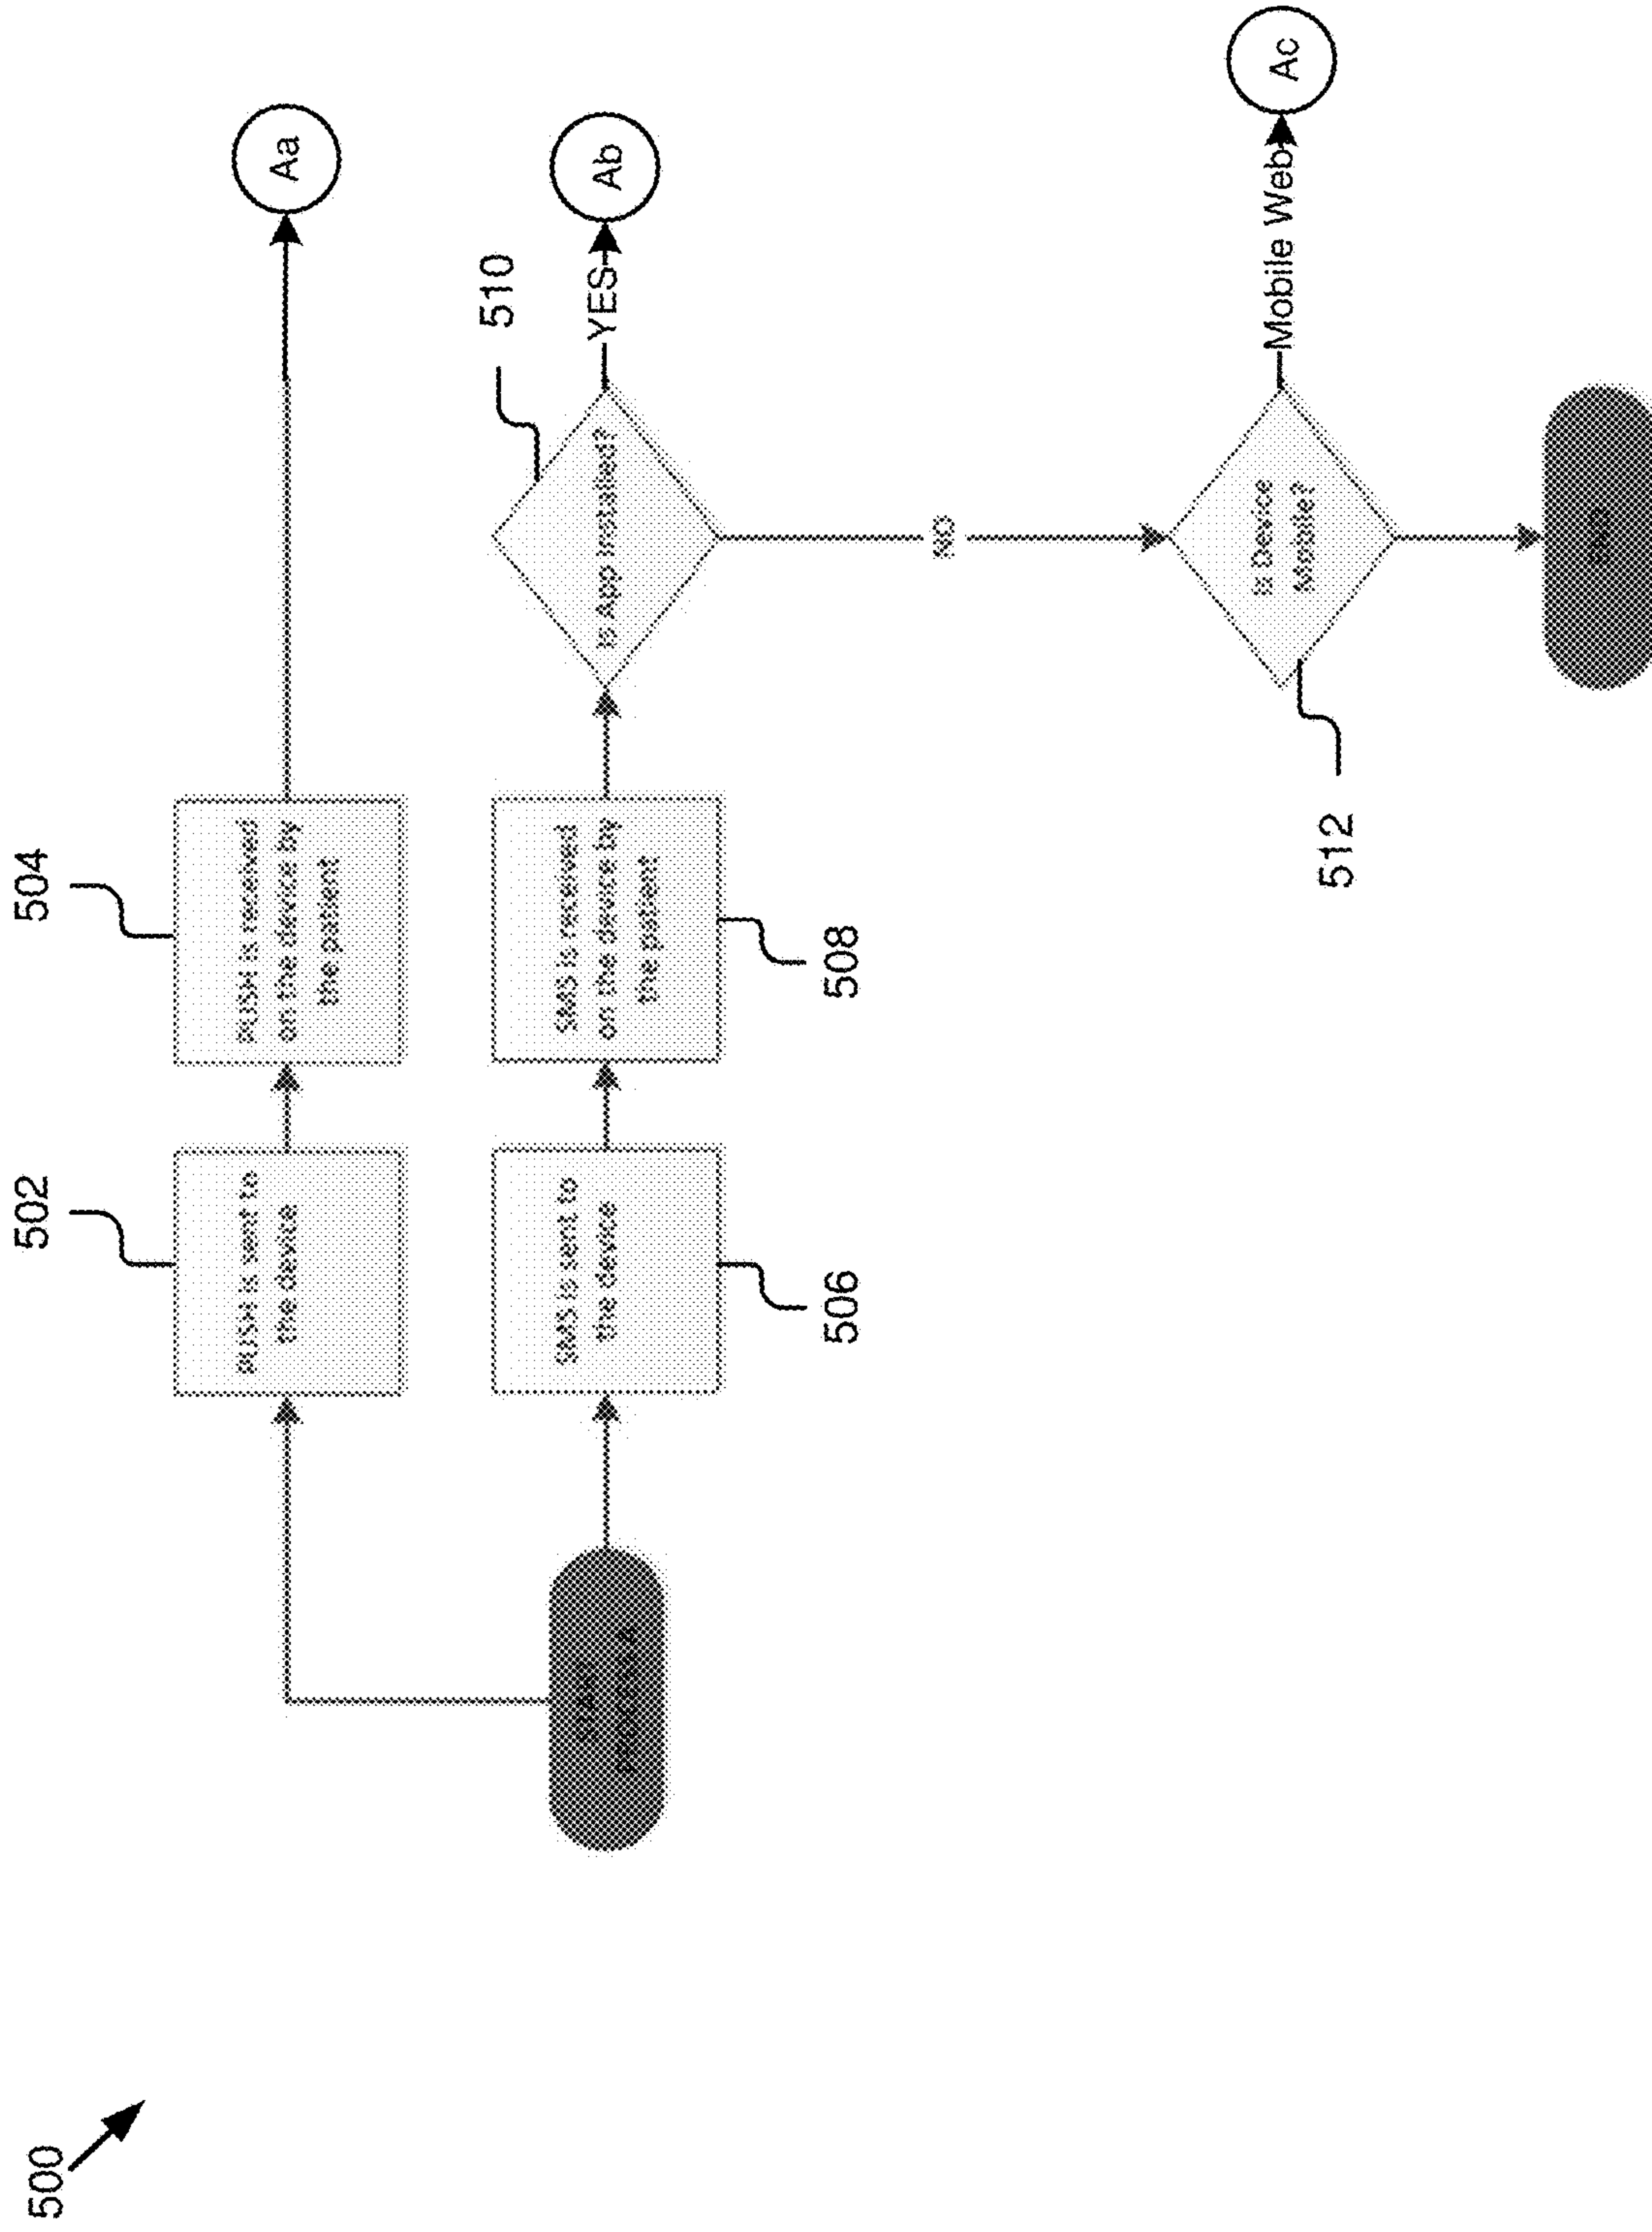 500
502
504
PUSH is sent to
the device
PUSH is received
on the device by
the patient
Aa
510
SMS is sent to
the device
SMS is received
on the device by
the patient
Is App Installed?
YES
Ab
506
508
NO
Is Device
Mobile?
Mobile Web
Ac
512